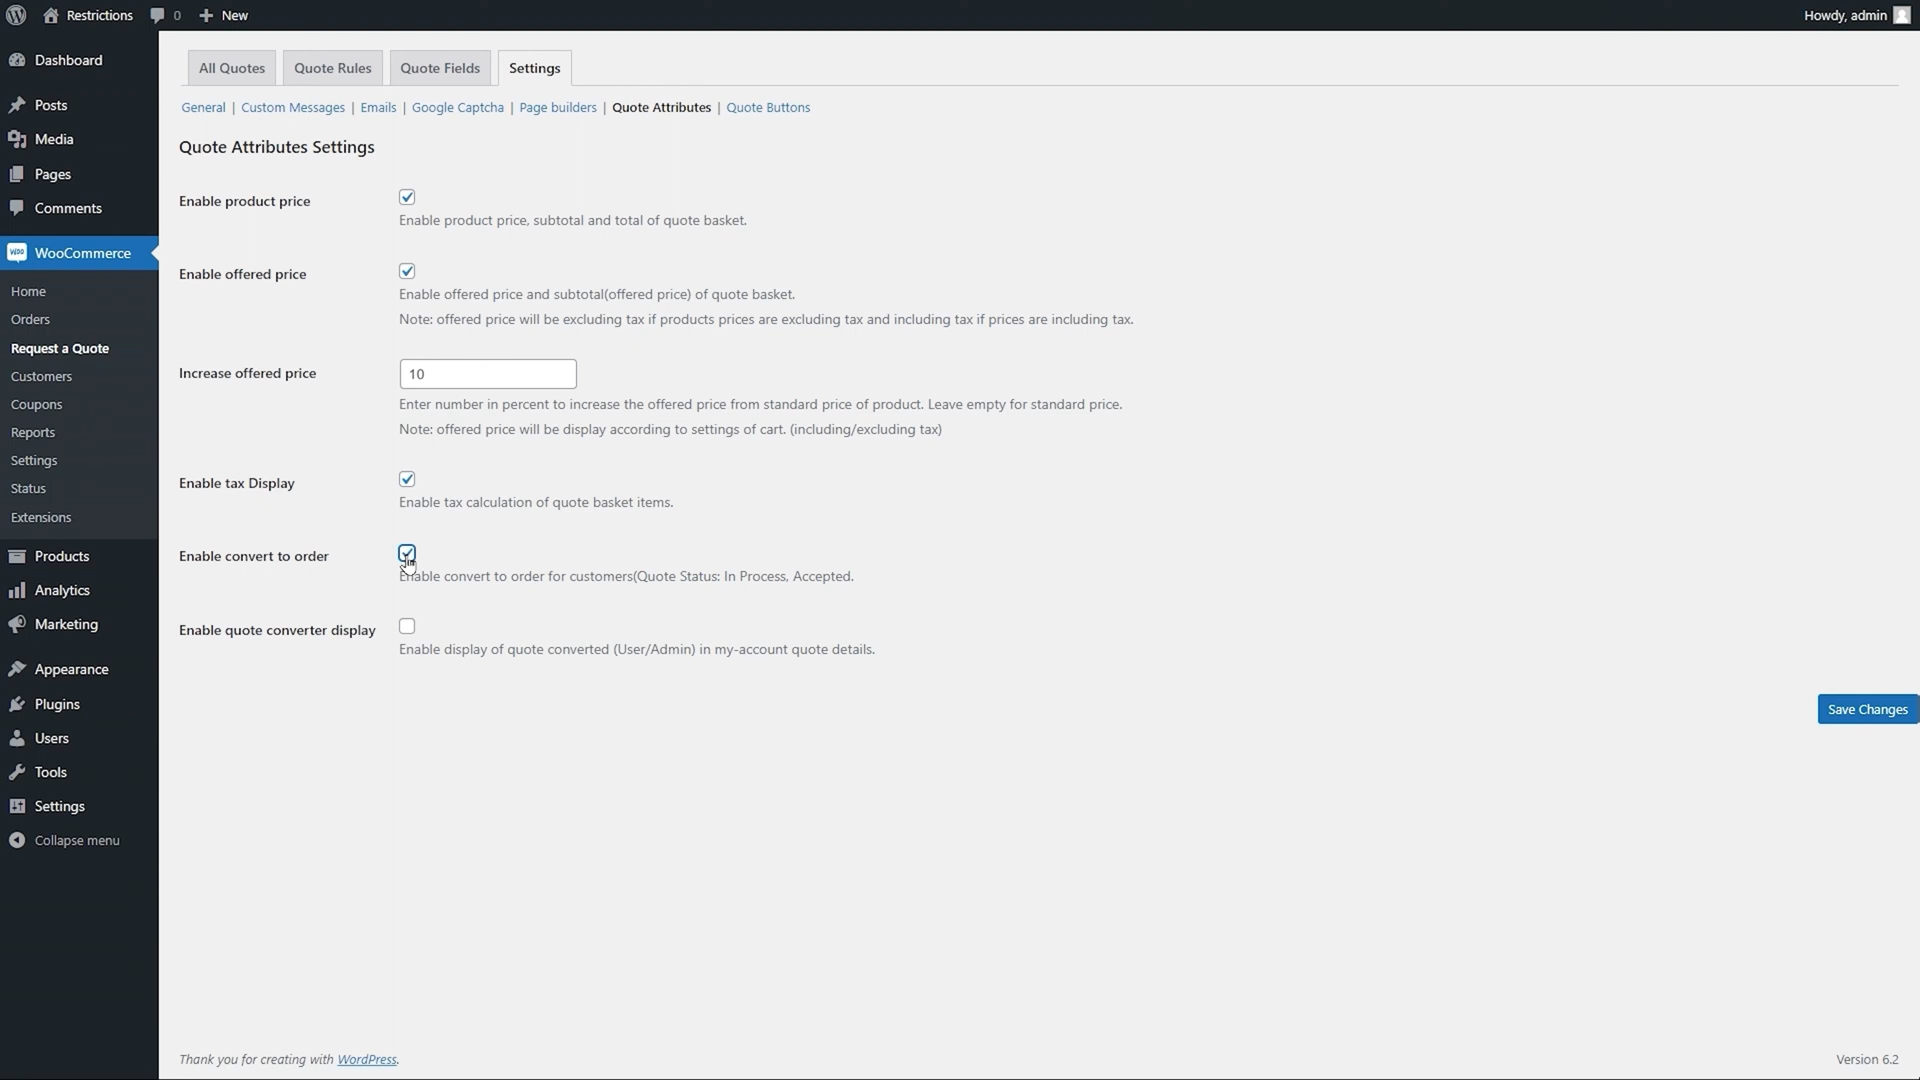 Restrictions 0 New Howdy, admin
Dashboard
Posts
Media
Pages
Comments
WooCommerce
Home
Orders
Request a Quote
Customers
Coupons
Reports
Settings
Status
Extensions
Products
Analytics
Marketing
Appearance
Plugins
Users
Tools
Settings
Collapse menu
All Quotes Quote Rules Quote Fields Settings
General | Custom Messages | Emails | Google Captcha | Page builders | Quote Attributes | Quote Buttons
Quote Attributes Settings
Enable product price
Enable product price, subtotal and total of quote basket.
Enable offered price
Enable offered price and subtotal(offered price) of quote basket.
Note: offered price will be excluding tax if products prices are excluding tax and including tax if prices are including tax.
Increase offered price 10
Enter number in percent to increase the offered price from standard price of product. Leave empty for standard price.
Note: offered price will be display according to settings of cart. (including/excluding tax)
Enable tax Display
Enable tax calculation of quote basket items.
Enable convert to order
Enable convert to order for customers(Quote Status: In Process, Accepted.
Enable quote converter display
Enable display of quote converted (User/Admin) in my-account quote details.
Save Changes
Thank you for creating with WordPress. Version 6.2